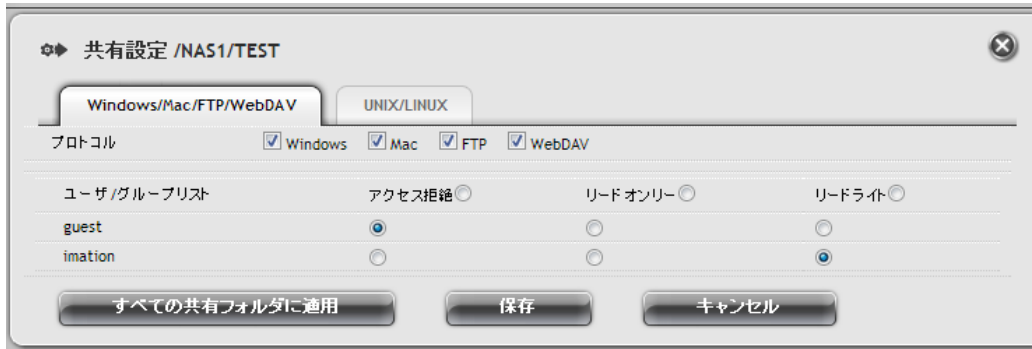 共有設定 /NAS1/TEST
Windows/Mac/FTP/WebDAV UNIX/LINUX
プロトコル Windows Mac FTP WebDAV
ユーザ/グループリスト アクセス拒絶 リードオンリー リードライト
guest
imation
すべての共有フォルダに適用 保存 キャンセル